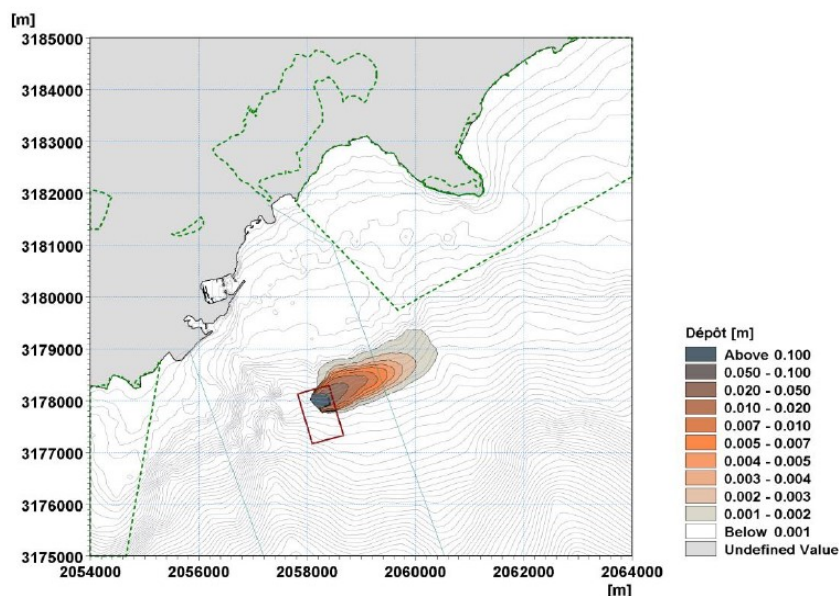 [m]
3185000
3184000
3183000
3182000
3181000
3180000
3179000
3178000
3177000
3176000
3175000
2054000 2056000 2058000 2060000 2062000 2064000
[m]
Dépôt [m]
Above 0.100
0.050 - 0.100
0.020 - 0.050
0.010 - 0.020
0.007 - 0.010
0.005 - 0.007
0.004 - 0.005
0.003 - 0.004
0.002 - 0.003
0.001 - 0.002
Below 0.001
Undefined Value